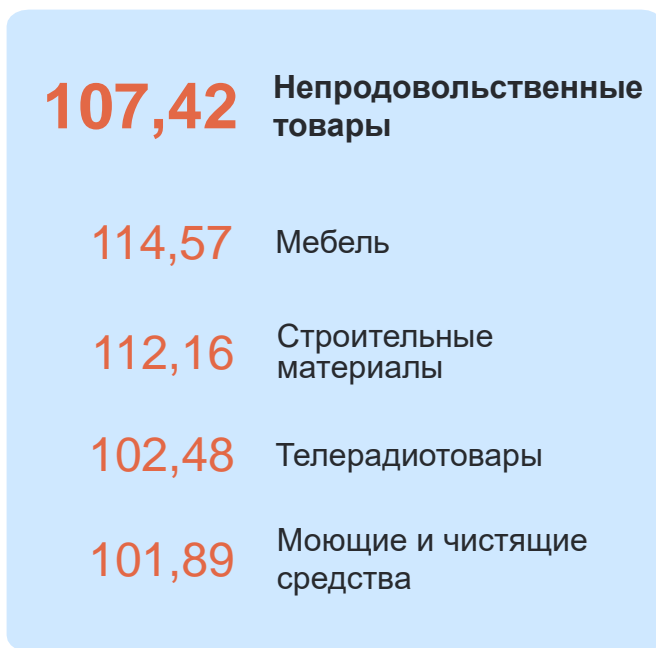 107,42 Непродовольственные
товары
114,57 Мебель
112,16 Строительные
материалы
102,48 Телерадиотовары
101,89 Моющие и чистящие
средства